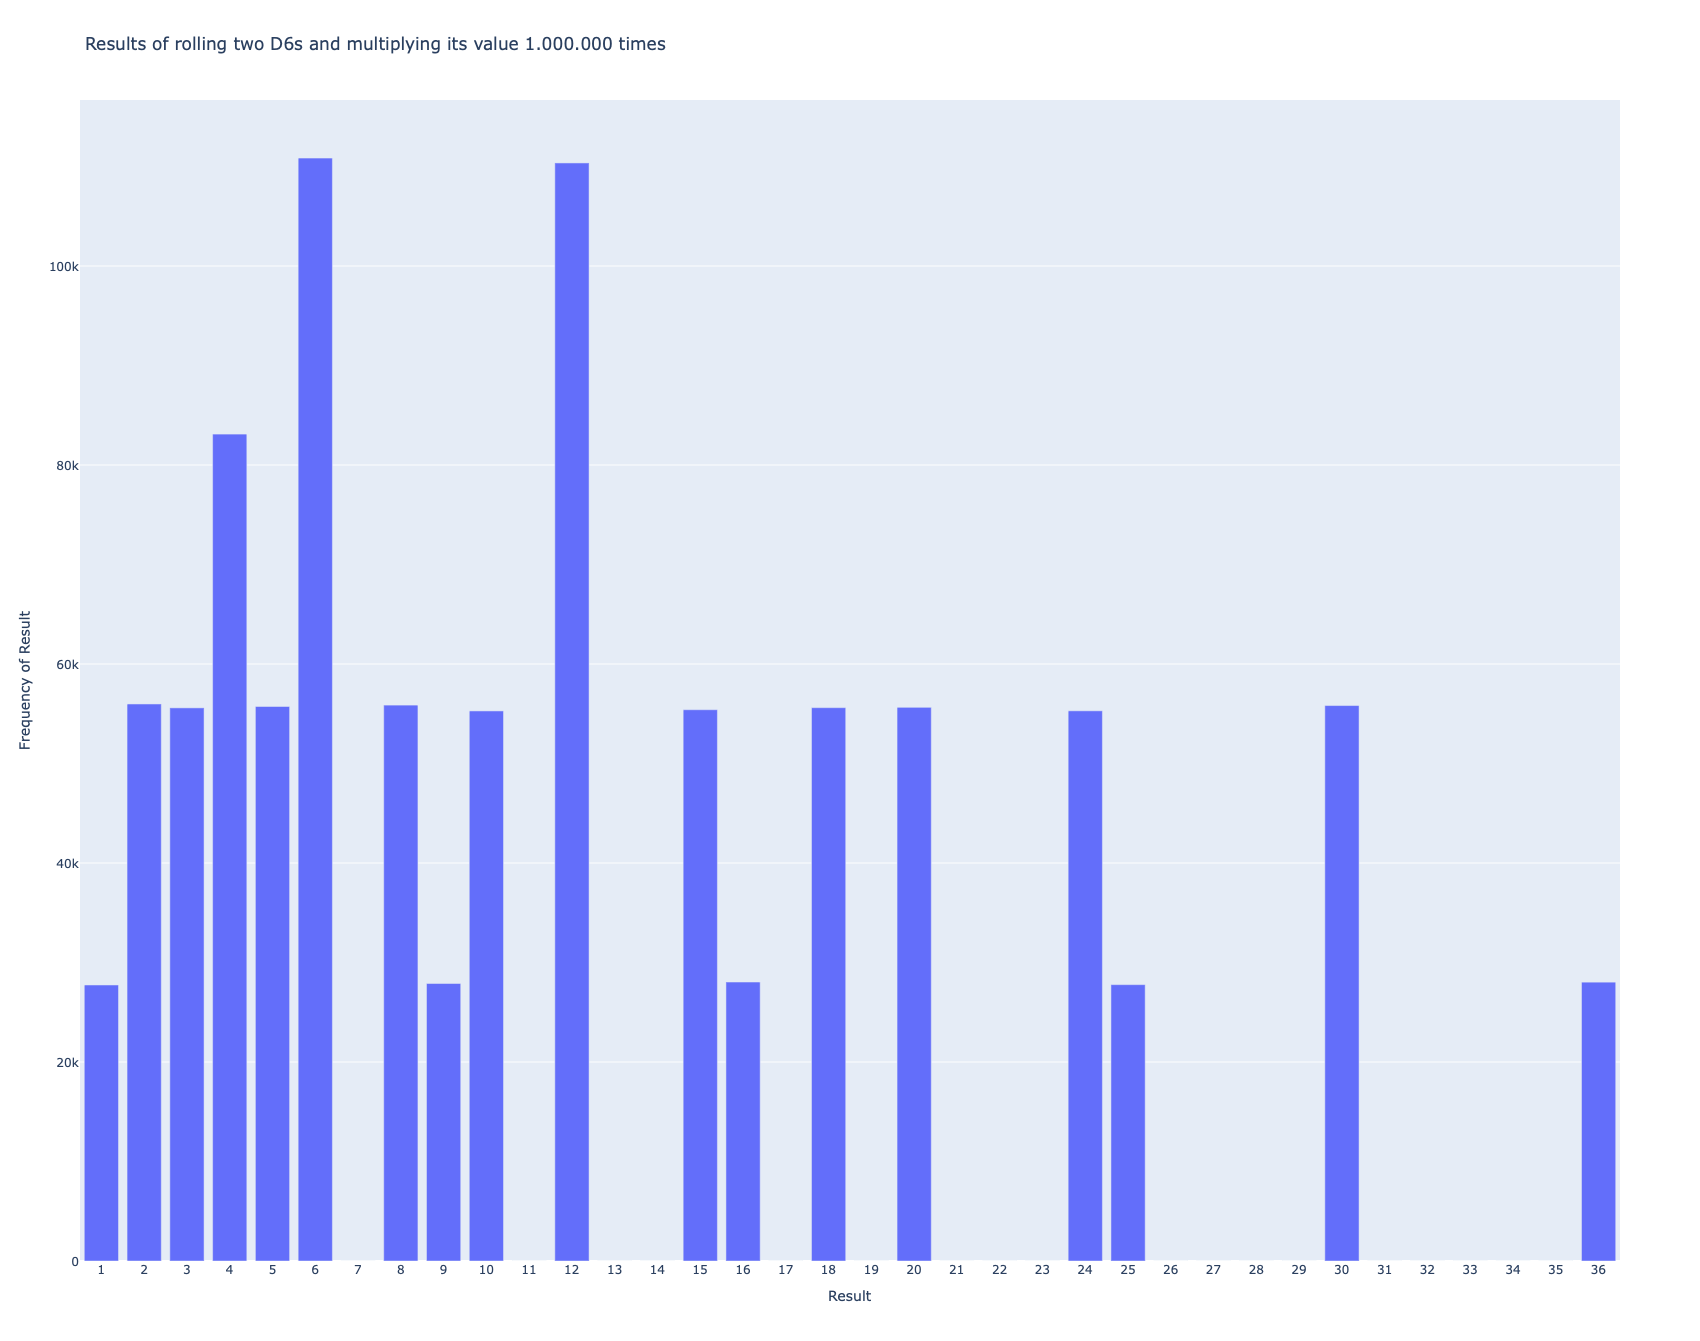 Results of rolling two D6s and multiplying its value 1.000.000 times
Frequency of Result
100k
80k
60k
40k
20k
0
1 2 3 4 5 6 7 8 9 10 11 12 13 14 15 16 17 18 19 20 21 22 23 24 25 26 27 28 29 30 31 32 33 34 35 36
Result